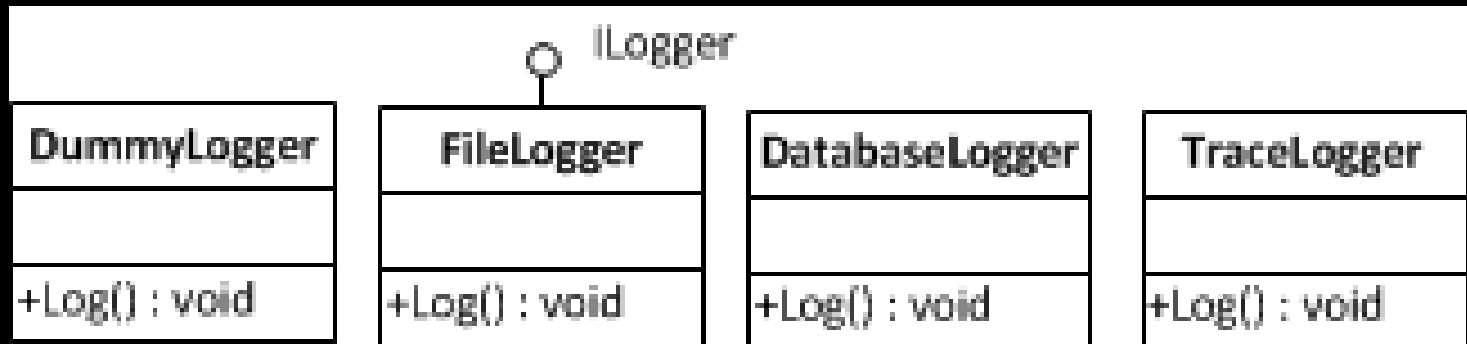 ILogger
DummyLogger
FileLogger
DatabaseLogger
TraceLogger
+Log() : void
+Log() : void
+Log() : void
+Log() : void